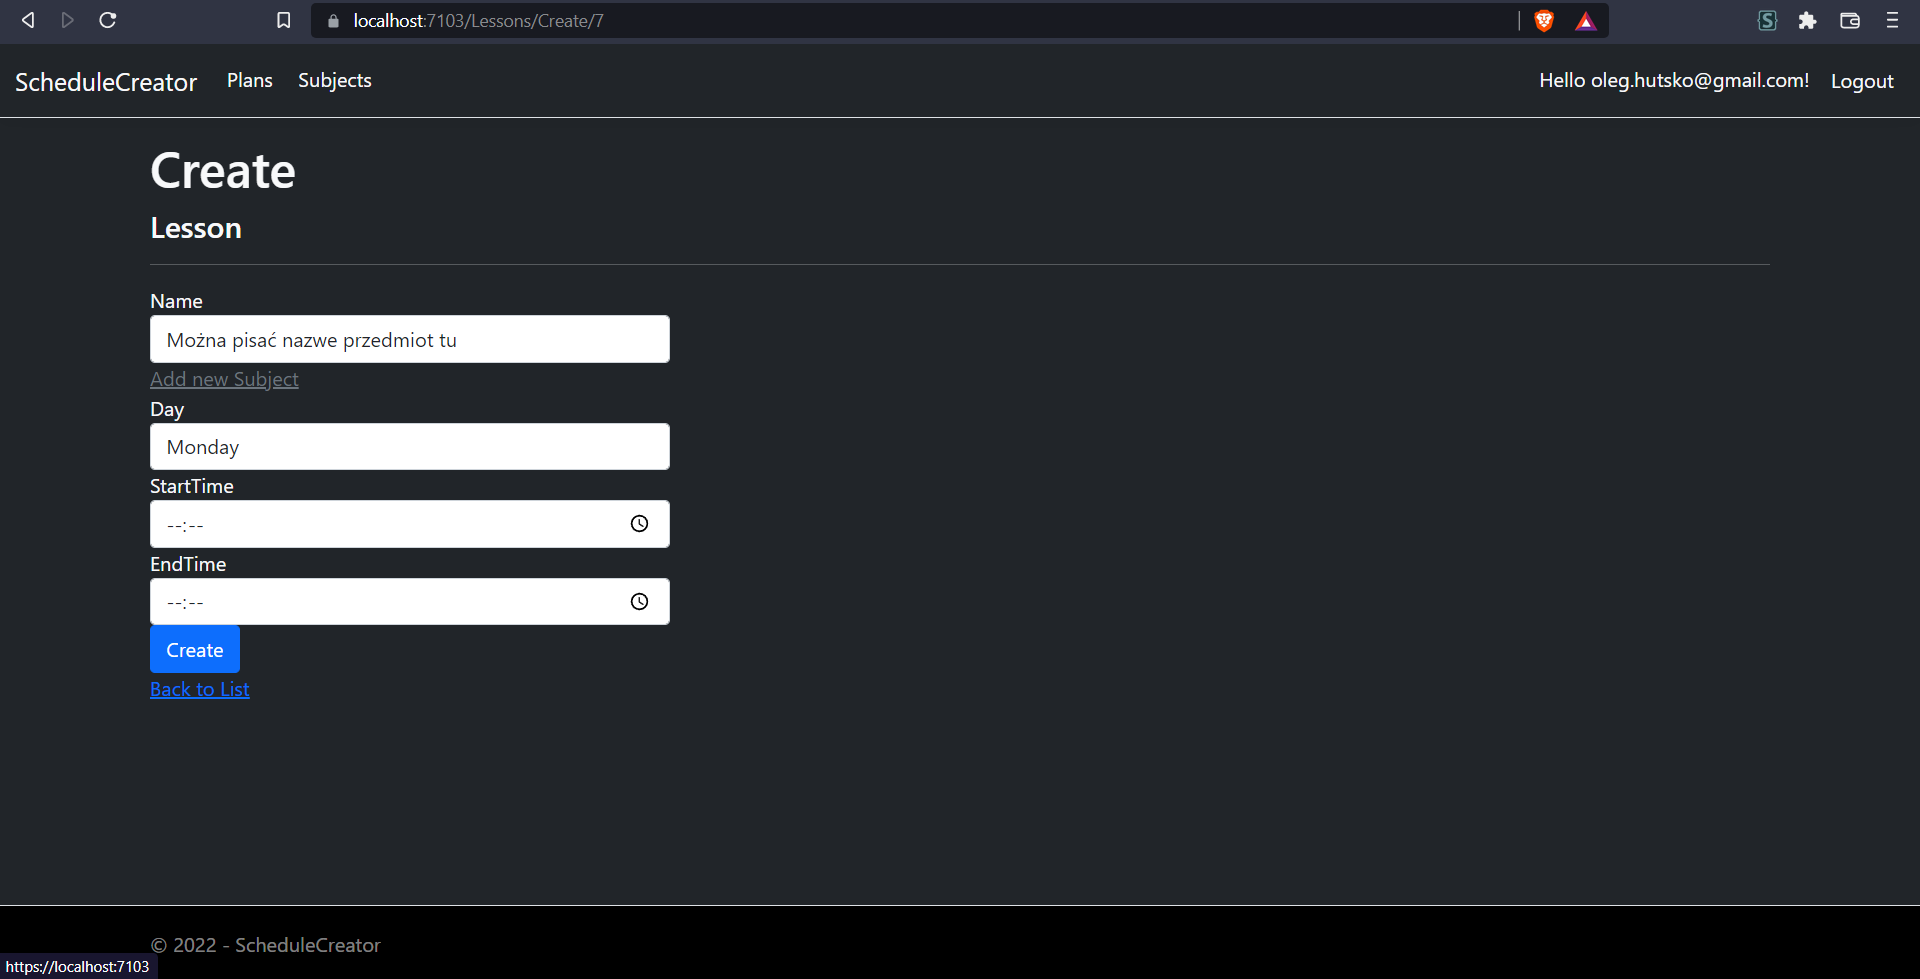 localhost:7103/Lessons/Create/7
ScheduleCreator Plans Subjects Hello oleg.hutsko@gmail.com! Logout
Create
Lesson
Name
Można pisać nazwe przedmiot tu
Add new Subject
Day
Monday
StartTime
--:--
EndTime
--:--
Create
Back to List
© 2022 - ScheduleCreator
https://localhost:7103